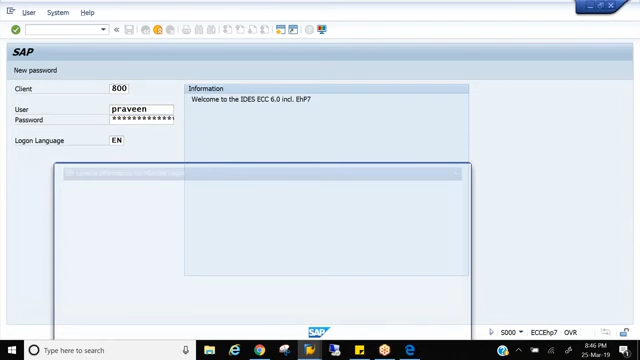 User System Help
SAP
New password
Client 800
Information
Welcome to the IDES ECC 6.0 incl. EhP7
User praveen
Password *************
Logon Language EN
SAP
S000 ECCEhp7 OVR
Type here to search
8:46 PM
25-Mar-19